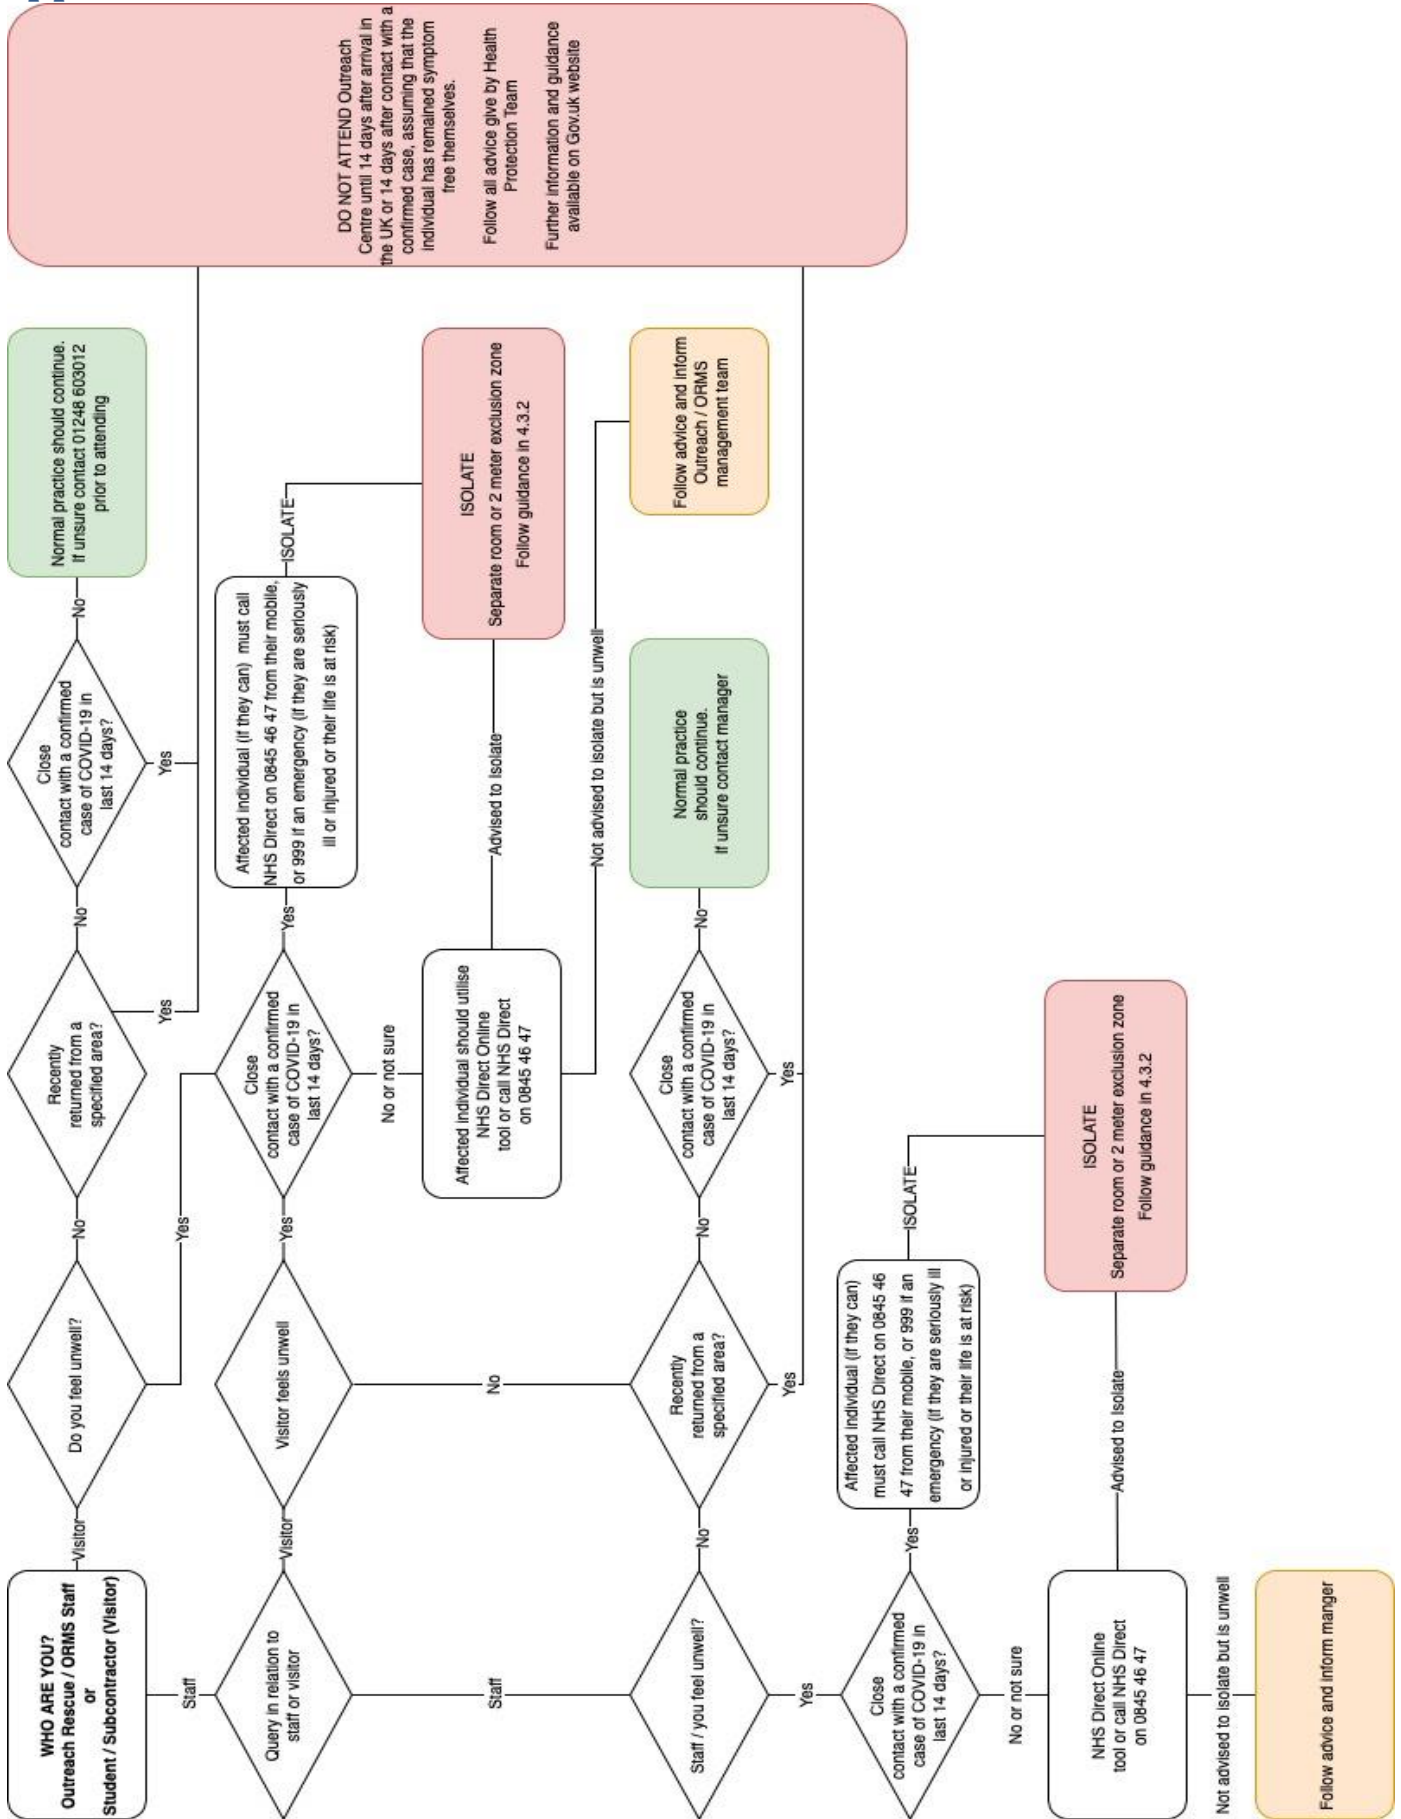 WHO ARE YOU?
Outreach Rescue / ORMS Staff
or
Student / Subcontractor (Visitor)
Visitor
Do you feel unwell?
No
Recently
returned from a
specified area?
No
Close
contact with a confirmed
case of COVID-19 in
last 14 days?
No
Normal practice should continue.
If unsure contact 01248 603012
prior to attending
Yes
Yes
Yes
DO NOT ATTEND Outreach
Centre until 14 days after arrival in
the UK or 14 days after contact with a
confirmed case, assuming that the
individual has remained symptom
free themselves.
Follow all advice give by Health
Protection Team
Further information and guidance
available on Gov.uk website
Staff
Query in relation to
staff or visitor
Visitor
Visitor feels unwell
Yes
Close
contact with a confirmed
case of COVID-19 in
last 14 days?
Yes
Affected individual (if they can) must call
NHS Direct on 0845 46 47 from their mobile,
or 999 if an emergency (if they are seriously
ill or injured or their life is at risk)
ISOLATE
No or not sure
Affected individual should utilise
NHS Direct Online
tool or call NHS Direct
on 0845 46 47
Advised to Isolate
ISOLATE
Separate room or 2 meter exclusion zone
Follow guidance in 4.3.2
Not advised to isolate but is unwell
Follow advice and inform
Outreach / ORMS
management team
Staff
No
Staff / you feel unwell?
No
Recently
returned from a
specified area?
No
Close
contact with a confirmed
case of COVID-19 in
last 14 days?
No
Normal practice
should continue.
If unsure contact manager
Yes
Yes
Yes
Close
contact with a confirmed
case of COVID-19 in
last 14 days?
Yes
Affected individual (if they can)
must call NHS Direct on 0845 46
47 from their mobile, or 999 if an
emergency (if they are seriously ill
or injured or their life is at risk)
ISOLATE
No or not sure
NHS Direct Online
tool or call NHS Direct
on 0845 46 47
Advised to Isolate
ISOLATE
Separate room or 2 meter exclusion zone
Follow guidance in 4.3.2
Not advised to isolate but is unwell
Follow advice and inform manger